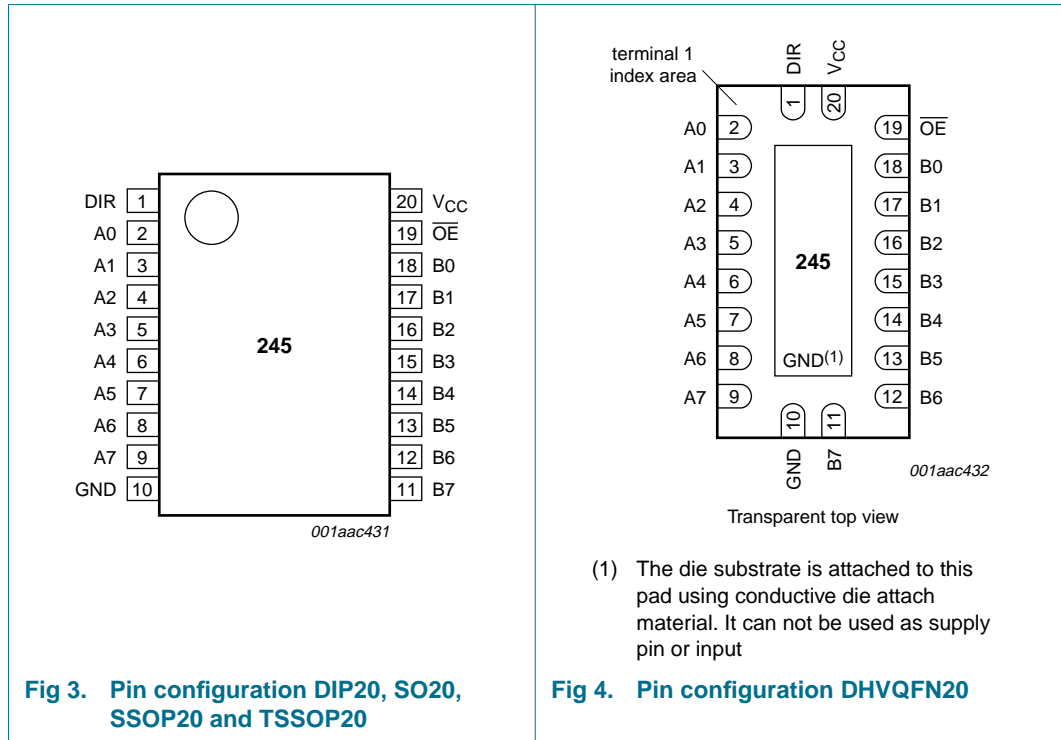 DIR 1 20 VCC
A0 2 19 OE
A1 3 18 B0
A2 4 17 B1
A3 5 16 B2
A4 6 15 B3
A5 7 14 B4
A6 8 13 B5
A7 9 12 B6
GND 10 11 B7
245
001aac431
Fig 3. Pin configuration DIP20, SO20,
SSOP20 and TSSOP20
terminal 1
index area
DIR VCC
1 20
A0 2 19 OE
A1 3 18 B0
A2 4 17 B1
A3 5 16 B2
A4 6 15 B3
A5 7 14 B4
A6 8 13 B5
A7 9 12 B6
245
GND(1)
10 11
GND B7
001aac432
Transparent top view
(1) The die substrate is attached to this
pad using conductive die attach
material. It can not be used as supply
pin or input
Fig 4. Pin configuration DHVQFN20